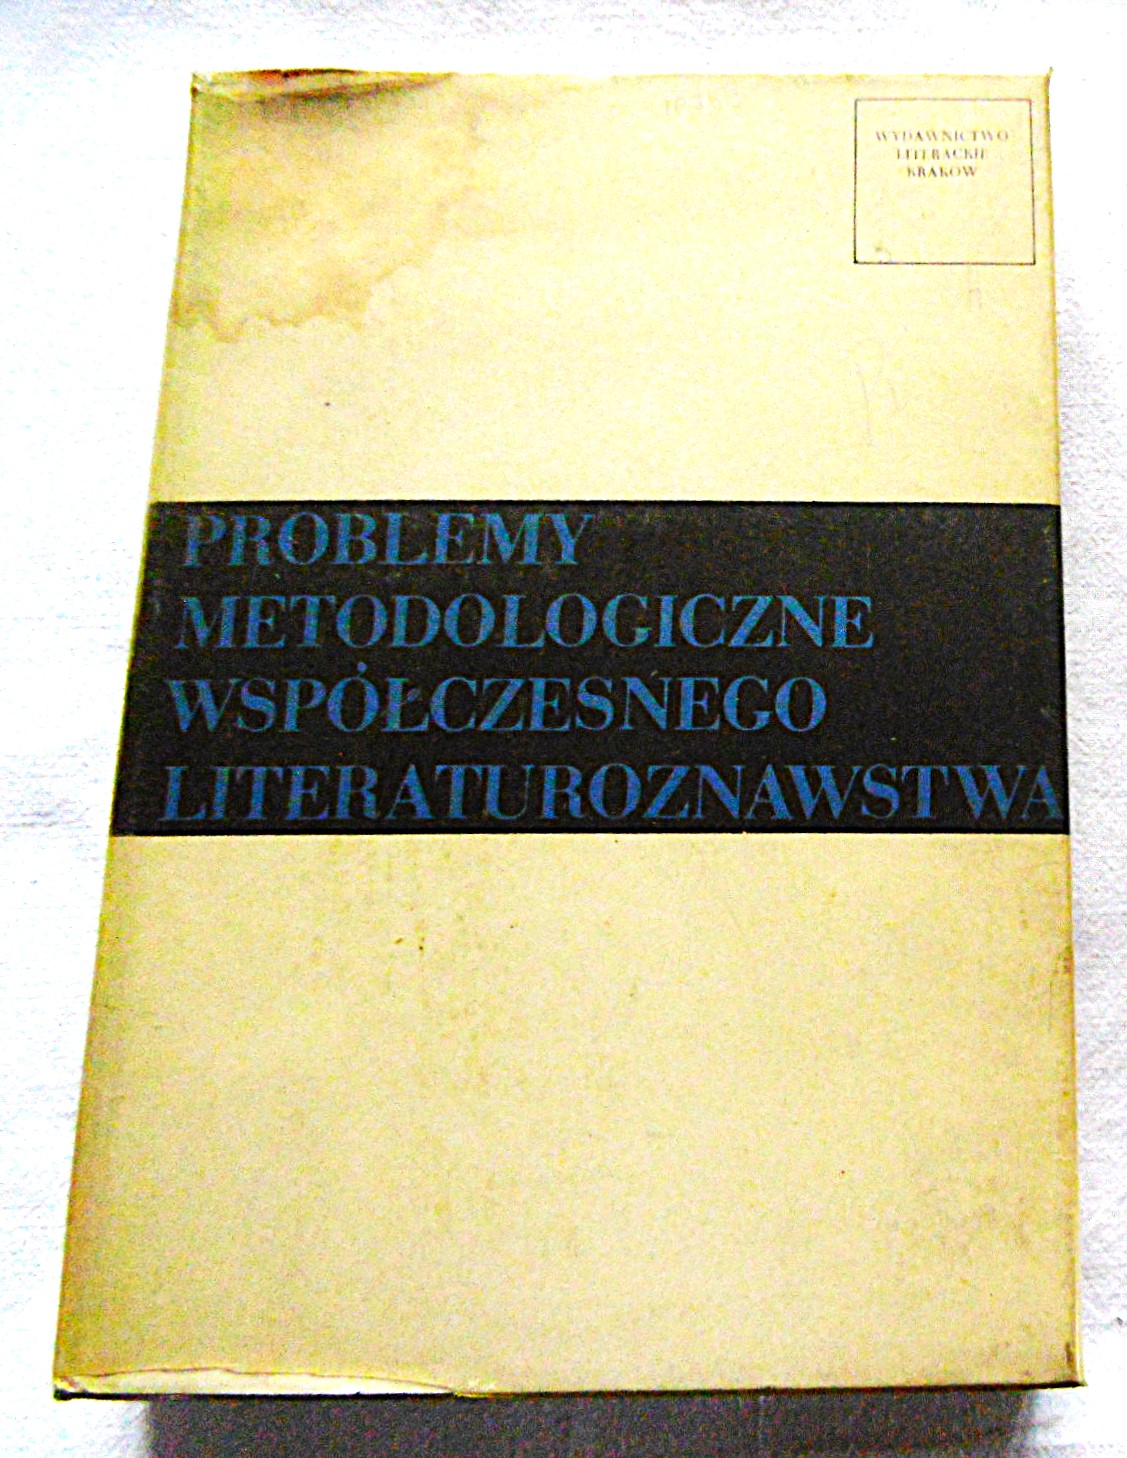 WYDAWNICTWO
LITERACKIE
KRAKÓW
PROBLEMY
METODOLOGICZNE
WSPÓŁCZESNEGO
LITERATUROZNAWSTWA